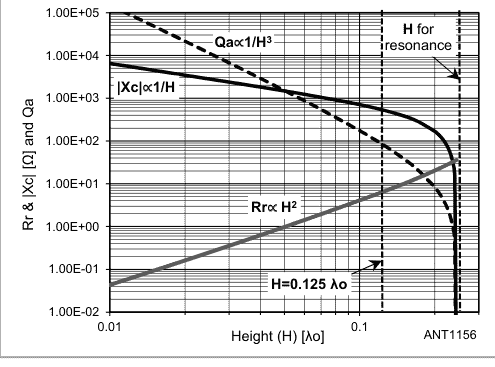 1.00E+05
1.00E+04
1.00E+03
1.00E+02
1.00E+01
1.00E+00
1.00E-01
1.00E-02
Rr & |Xc| [Ω] and Qa
Qa∝1/H³
H for
resonance
|Xc|∝1/H
Rr∝ H²
H=0.125 λo
0.01
0.1
Height (H) [λo]
ANT1156